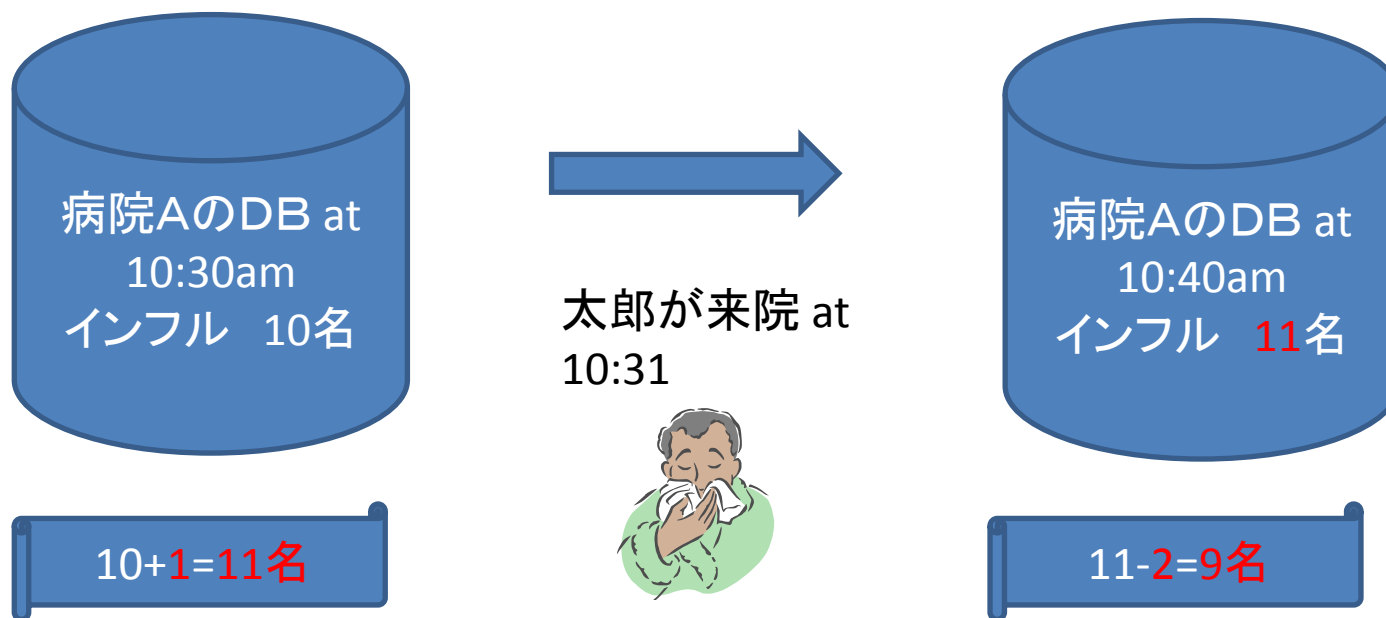 病院AのDB at
10:30am
インフル　10名
10+1=11名
太郎が来院 at
10:31
病院AのDB at
10:40am
インフル　11名
11-2=9名